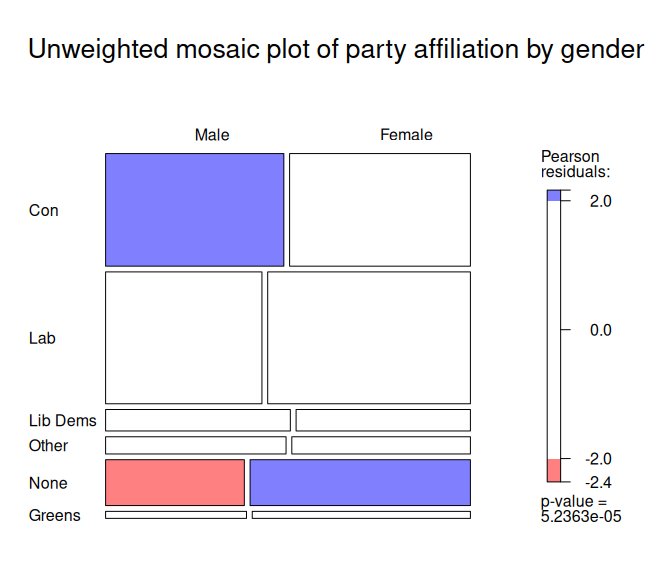 Unweighted mosaic plot of party affiliation by gender
Male Female
Pearson
residuals:
2.0
Con
0.0
Lab
Lib Dems
Other
-2.0
None
-2.4
p-value =
Greens
5.2363e-05